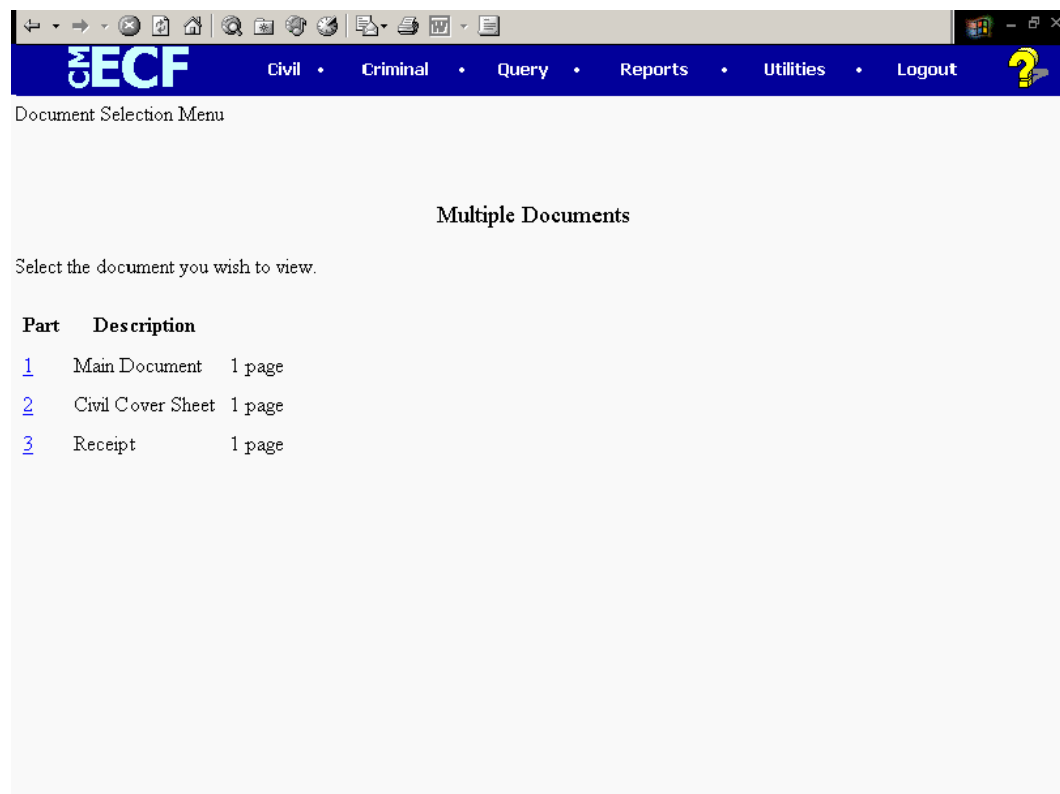 CM ECF Civil • Criminal • Query • Reports • Utilities • Logout ?
Document Selection Menu
Multiple Documents
Select the document you wish to view.
Part Description
1 Main Document 1 page
2 Civil Cover Sheet 1 page
3 Receipt 1 page